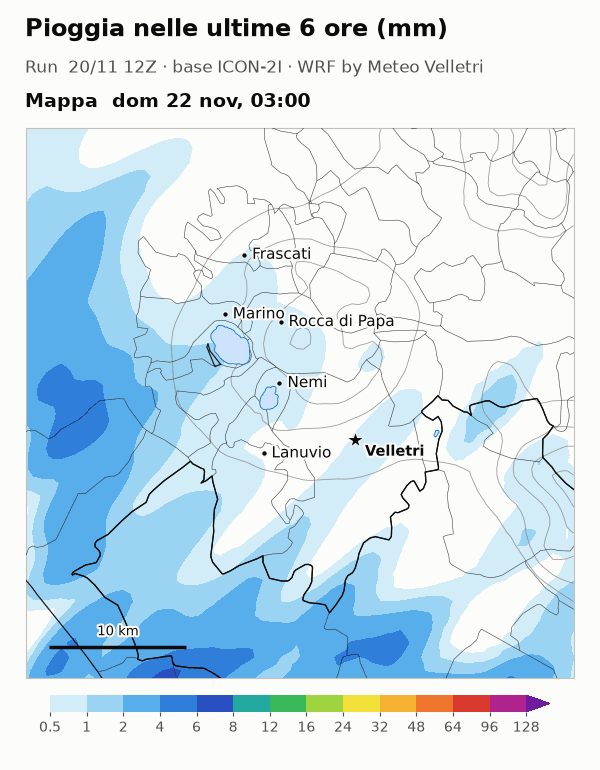 Pioggia nelle ultime 6 ore (mm)
Run  20/11 12Z · base ICON-2I · WRF by Meteo Velletri
Mappa  dom 22 nov, 03:00
Frascati
Marino
Rocca di Papa
Nemi
Velletri
Lanuvio
10 km
0.5 1 2 4 6 8 12 16 24 32 48 64 96 128